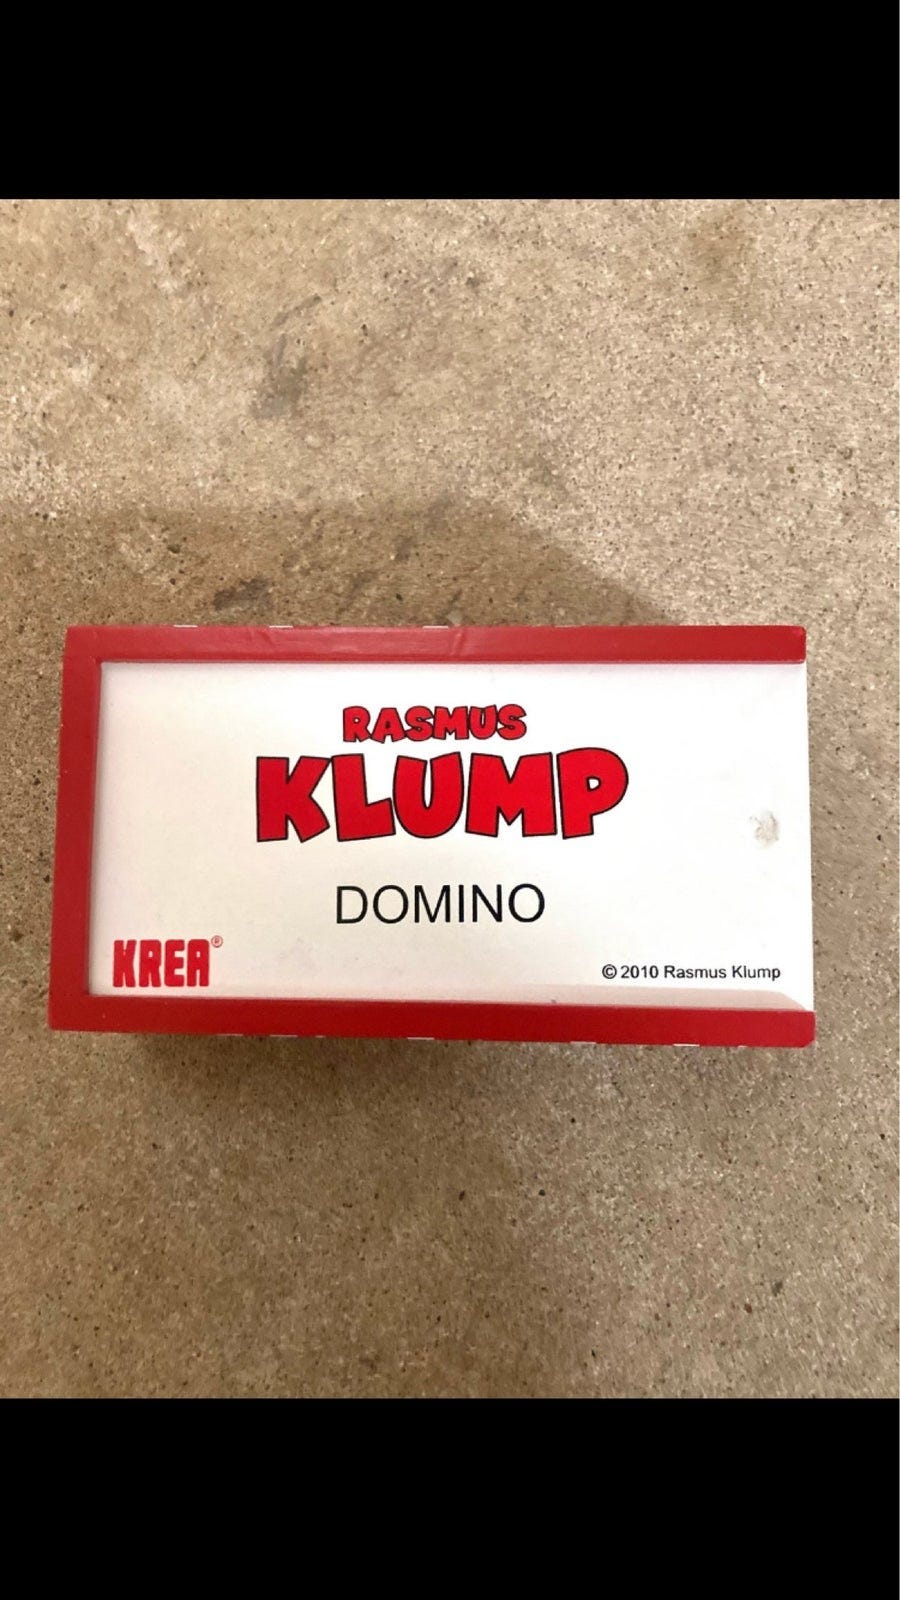 RASMUS
KLUMP
DOMINO
KREA®
© 2010 Rasmus Klump